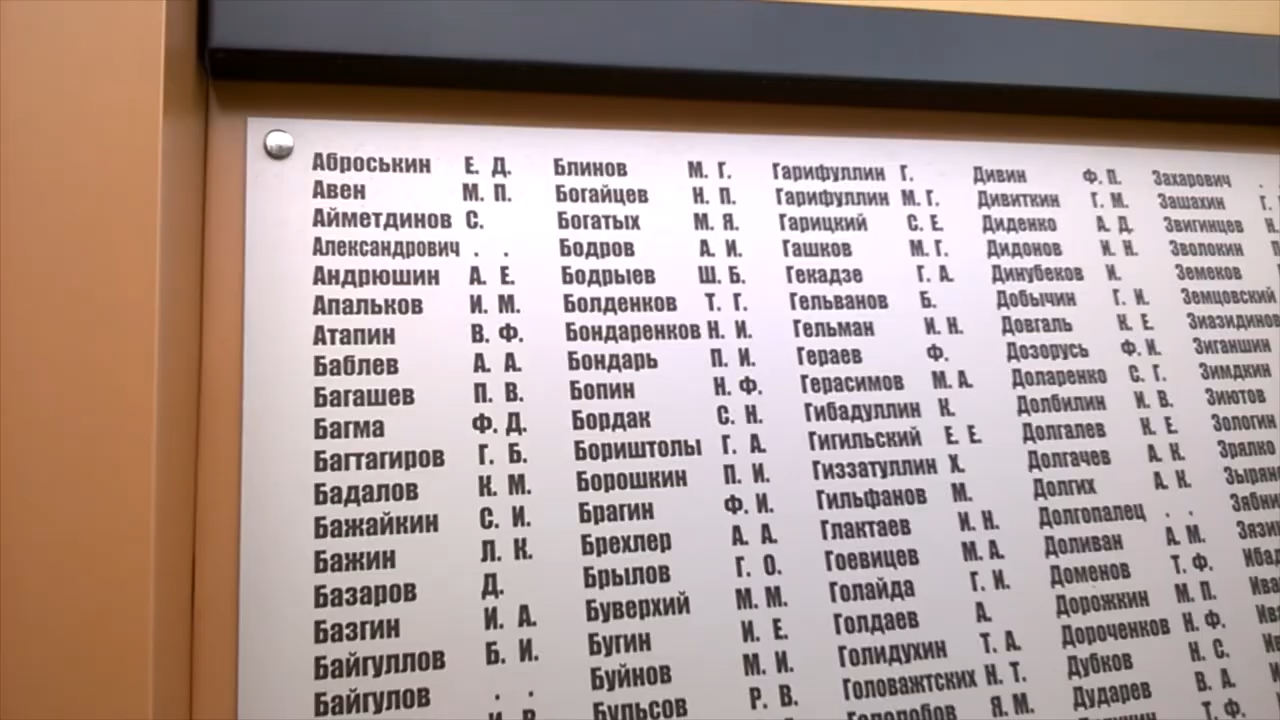 Аброськин Е. Д.
Авен М. П.
Айметдинов С.
Александрович . .
Андрюшин А. Е.
Апальков И. М.
Атапин В. Ф.
Баблев А. А.
Багашев П. В.
Багма Ф. Д.
Багтагиров Г. Б.
Бадалов К. М.
Бажайкин С. И.
Бажин Л. К.
Базаров Д.
Базгин И. А.
Байгуллов Б. И.
Байгулов . .
Блинов М. Г.
Богайцев Н. П.
Богатых М. Я.
Бодров А. И.
Бодрыев Ш. Б.
Болденков Т. Г.
Бондаренков Н. И.
Бондарь П. И.
Бопин Н. Ф.
Бордак С. Н.
Бориштолы Г. А.
Борошкин П. И.
Брагин Ф. И.
Брехлер А. А.
Брылов Г. О.
Буверхий М. М.
Бугин И. Е.
Буйнов М. И.
Бульсов Р. В.
Гарифуллин Г.
Гарифуллин М. Г.
Гарицкий С. Е.
Гашков М. Г.
Гекадзе Г. А.
Гельванов Б.
Гельман И. Н.
Гераев Ф.
Герасимов М. А.
Гибадуллин К.
Гигильский Е. Е.
Гиззатуллин Х.
Гильфанов М.
Глактаев И. Н.
Гоевицев М. А.
Голайда Г. И.
Голдаев А.
Голидухин Т. А.
Головажтских Н. Т.
Я. М.
Дивин Ф. П.
Дивиткин Г. М.
Диденко А. Д.
Дидонов И. Н.
Динубеков И.
Добычин Г. И.
Довгаль К. Е.
Дозорусь Ф. И.
Доларенко С. Г.
Долбилин И. В.
Долгалев К. Е.
Долгачев А. Н.
Долгих А. К.
Долгопалец . .
Доливан А. М.
Доменов Т. Ф.
Дорожкин М. П.
Дороченков Н. Ф.
Дубков Н. С.
Дударев В. А.
Т. Ф.
Захарович .
Зашахин Г.
Звигинцев Н.
Зволокин
Земеков
Земцовский
Зиазидинов
Зиганшин
Зимдкин
Зиютов
Зологин
Зрялко